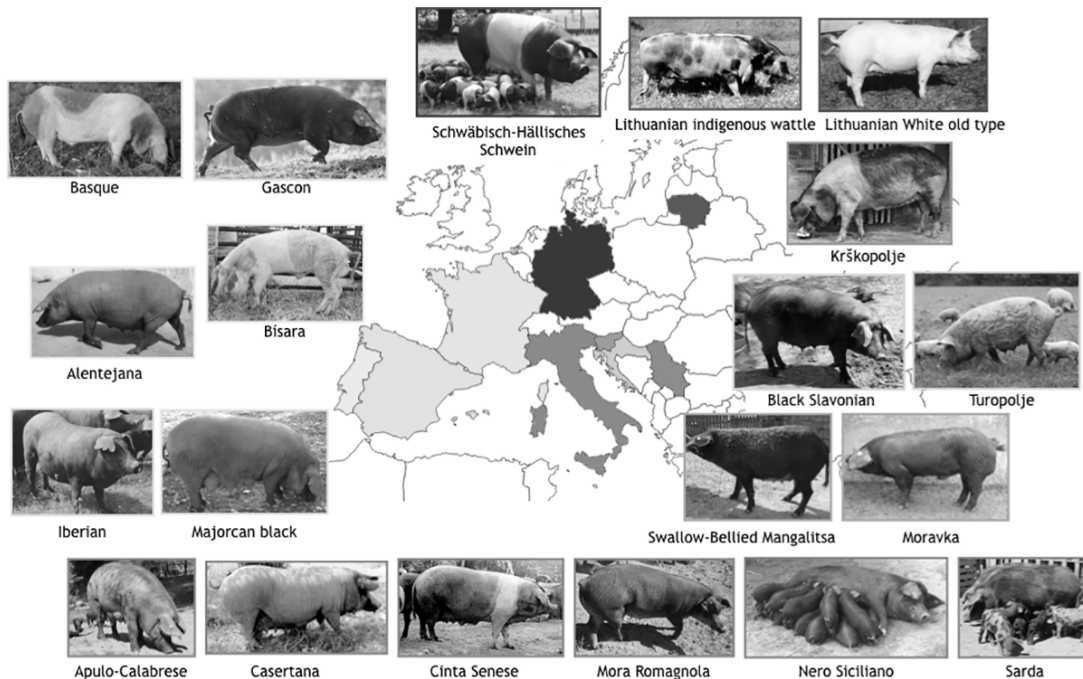 Schwäbisch-Hällisches
Schwein
Lithuanian indigenous wattle
Lithuanian White old type
Basque
Gascon
Krškopolje
Bísara
Alentejana
Black Slavonian
Turopolje
Iberian
Majorcan black
Swallow-Bellied Mangalitsa
Moravka
Apulo-Calabrese
Casertana
Cinta Senese
Mora Romagnola
Nero Siciliano
Sarda